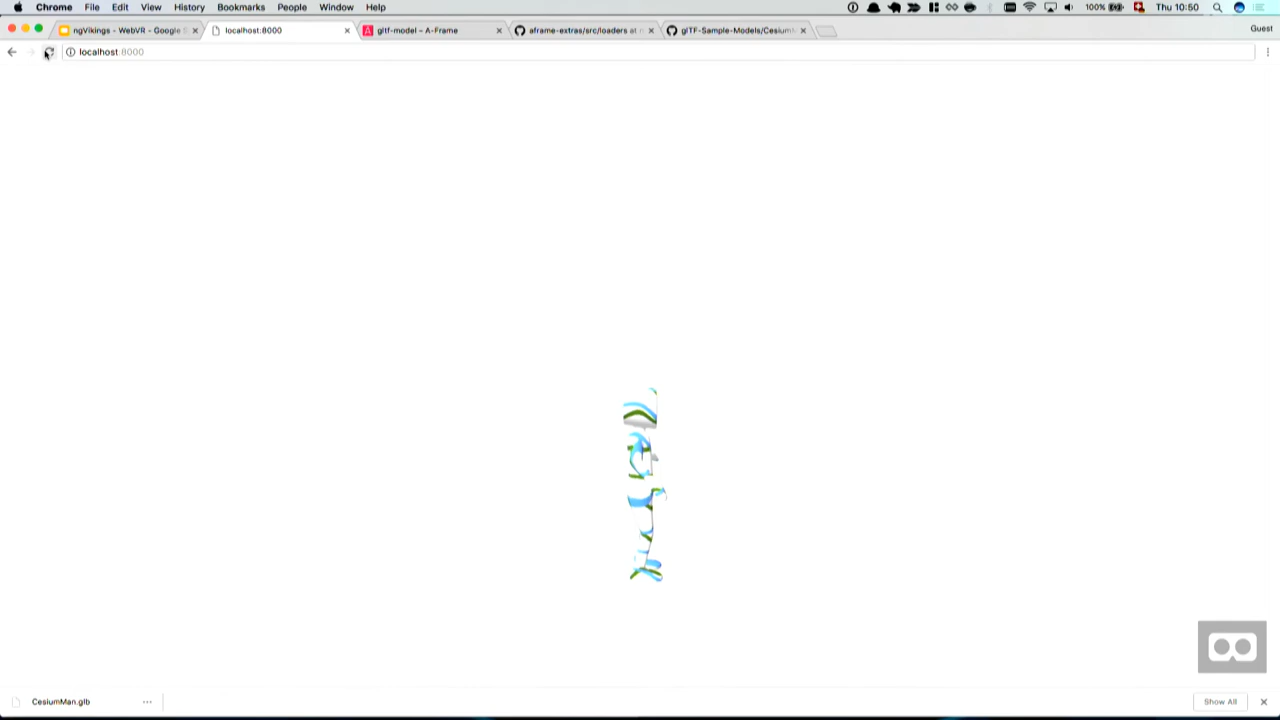 Chrome File Edit View History Bookmarks People Window Help 100% Thu 10:50
ngVikings - WebVR - Google S
localhost:8000
gltf-model – A-Frame
aframe-extras/src/loaders at
glTF-Sample-Models/Cesium
Guest
localhost:8000
CesiumMan.glb
Show All